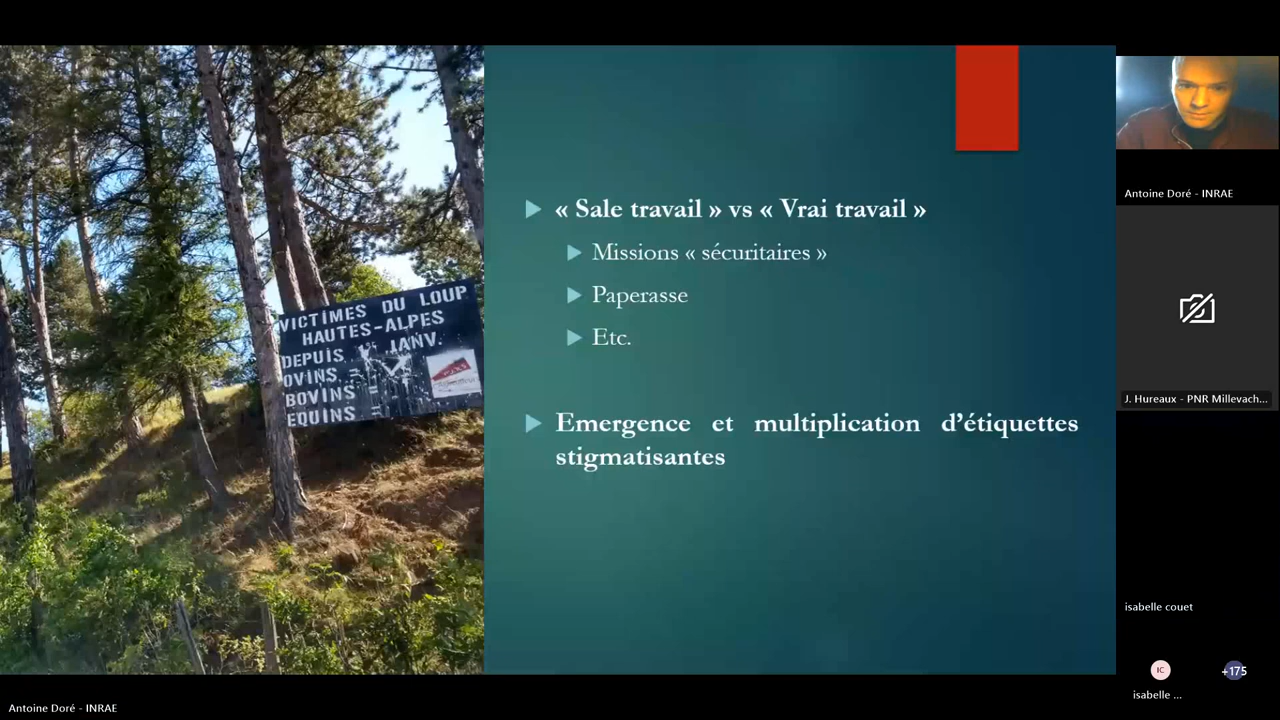 VICTIMES DU LOUP
HAUTES-ALPES
DEPUIS 1 JANV.
OVINS =
BOVINS =
EQUINS =
« Sale travail » vs « Vrai travail »
Missions « sécuritaires »
Paperasse
Etc.
Emergence et multiplication d’étiquettes
stigmatisantes
Antoine Doré - INRAE
J. Hureaux - PNR Millevach...
isabelle couet
IC
+175
isabelle ...
Antoine Doré - INRAE